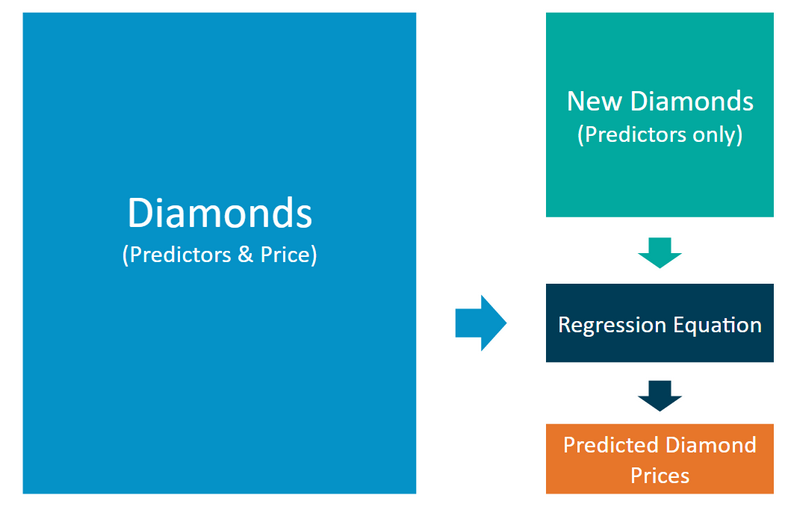 Diamonds
(Predictors & Price)
New Diamonds
(Predictors only)
Regression Equation
Predicted Diamond
Prices